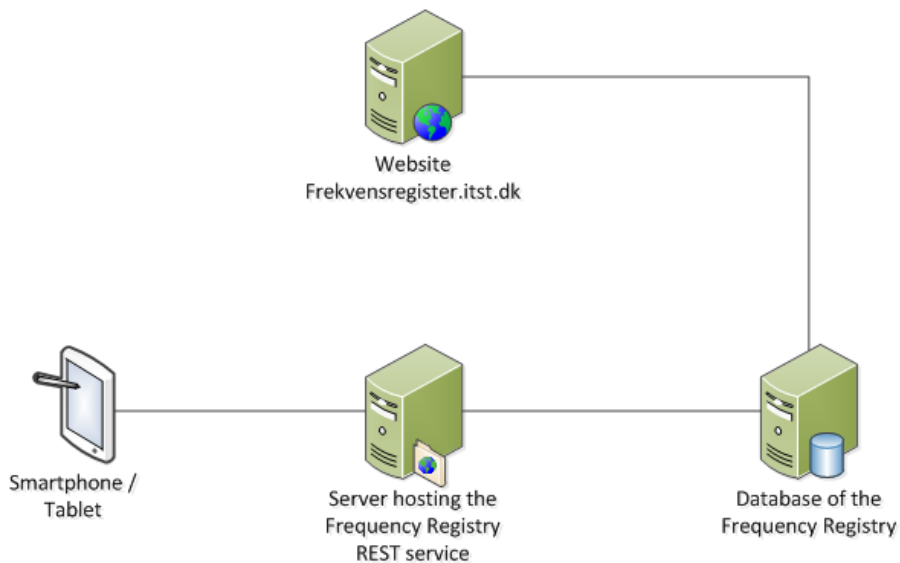 Website
Frekvensregister.itst.dk
Smartphone /
Tablet
Server hosting the
Frequency Registry
REST service
Database of the
Frequency Registry